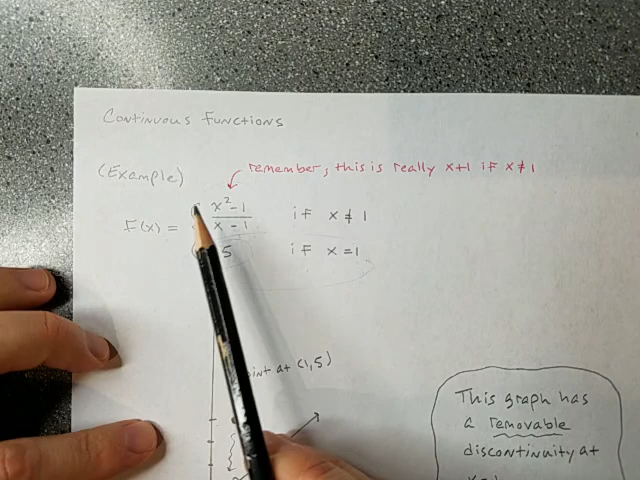 Continuous Functions
(Example)
remember, this is really x+1 if x≠1
F(x) =
x²-1
x - 1
if x ≠ 1
5 if x = 1
at (1,5)
This graph has
a removable
discontinuity at